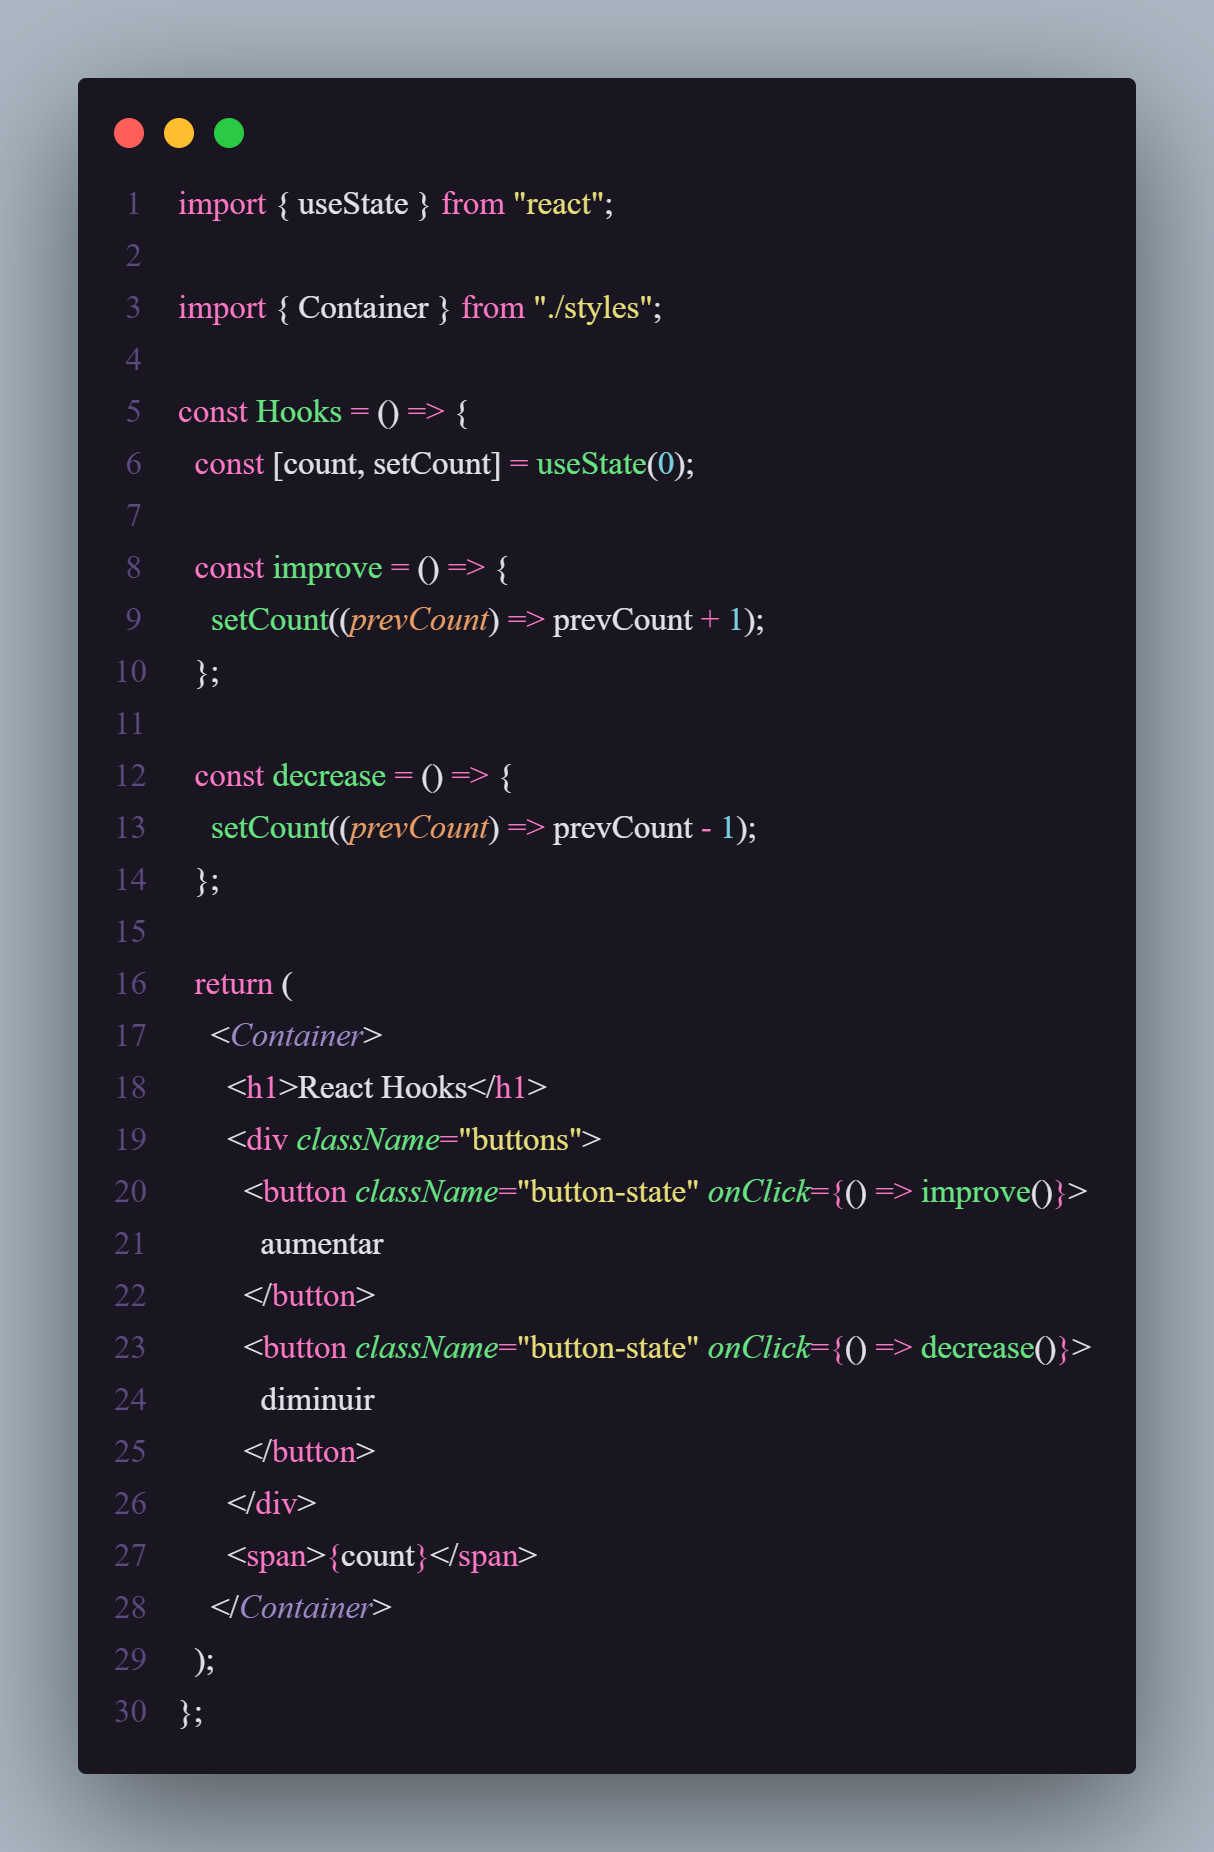 1 import { useState } from "react";
2
3 import { Container } from "./styles";
4
5 const Hooks = () => {
6   const [count, setCount] = useState(0);
7
8   const improve = () => {
9     setCount((prevCount) => prevCount + 1);
10   };
11
12   const decrease = () => {
13     setCount((prevCount) => prevCount - 1);
14   };
15
16   return (
17     <Container>
18       <h1>React Hooks</h1>
19       <div className="buttons">
20         <button className="button-state" onClick={() => improve()}>
21           aumentar
22         </button>
23         <button className="button-state" onClick={() => decrease()}>
24           diminuir
25         </button>
26       </div>
27       <span>{count}</span>
28     </Container>
29   );
30 };